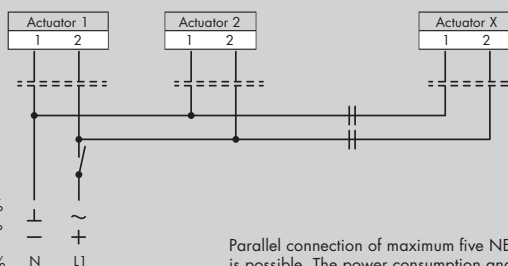 Actuator 1 Actuator 2 Actuator X
1 2 1 2 1 2
⊥ ~
– +
N L1
Parallel connection of maximum five NE
is possible. The power consumption and